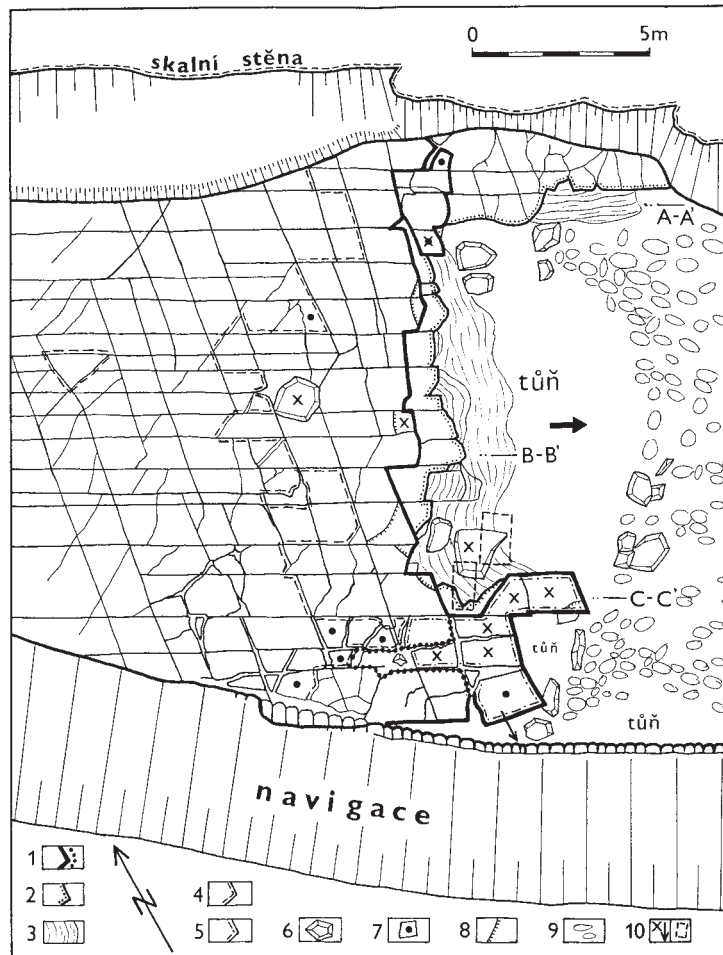 skalní stěna
0 5m
A-A'
tůň
B-B'
C-C'
tůň
tůň
navigace
1
2
3
4
5
6
7
8
9
10